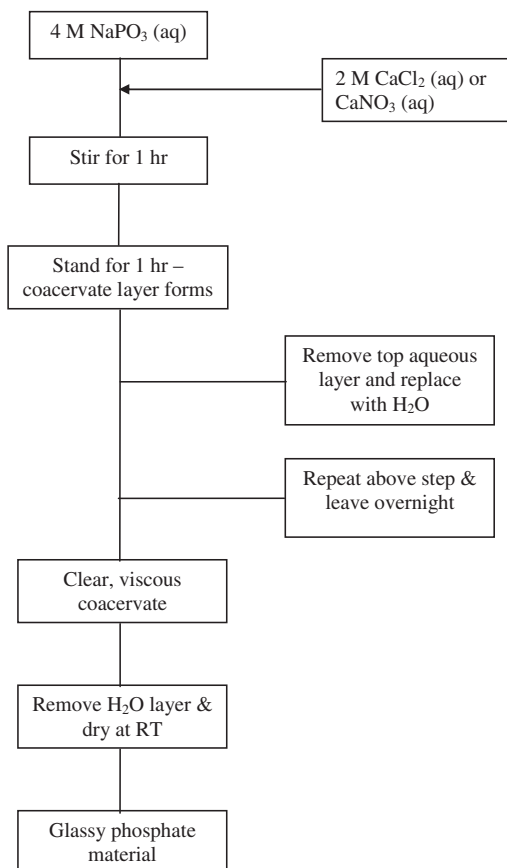 4 M NaPO₃ (aq)
2 M CaCl₂ (aq) or
CaNO₃ (aq)
Stir for 1 hr
Stand for 1 hr –
coacervate layer forms
Remove top aqueous
layer and replace
with H₂O
Repeat above step &
leave overnight
Clear, viscous
coacervate
Remove H₂O layer &
dry at RT
Glassy phosphate
material